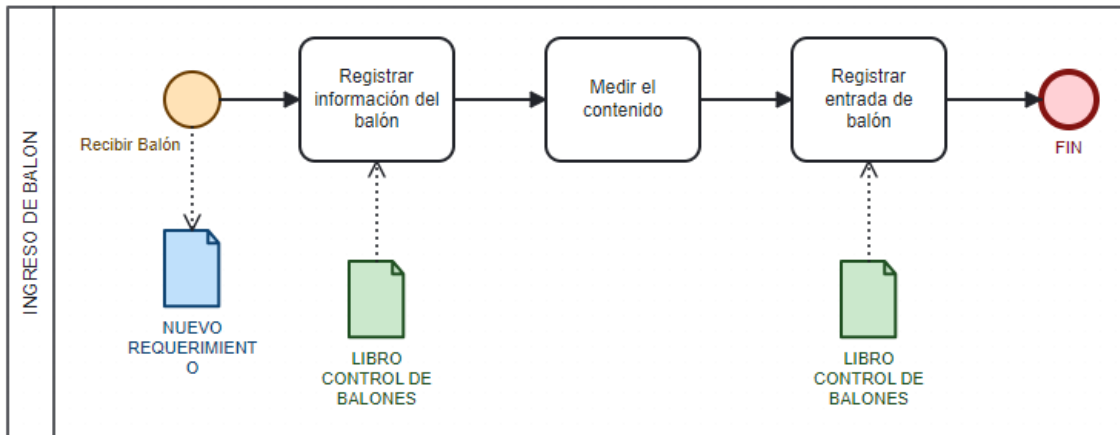 INGRESO DE BALON
Recibir Balón
Registrar
información del
balón
Medir el
contenido
Registrar
entrada de
balón
FIN
NUEVO
REQUERIMIENT
O
LIBRO
CONTROL DE
BALONES
LIBRO
CONTROL DE
BALONES